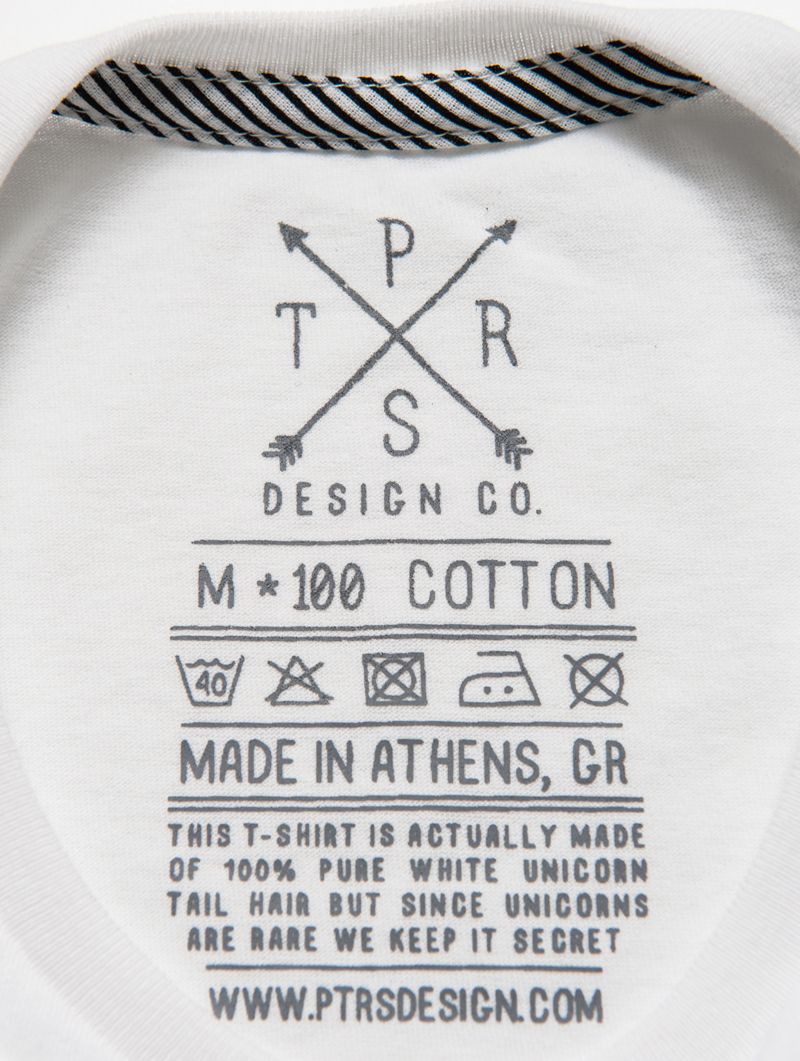 P
T R
S
DESIGN CO.
M * 100 COTTON
40
MADE IN ATHENS, GR
THIS T-SHIRT IS ACTUALLY MADE
OF 100% PURE WHITE UNICORN
TAIL HAIR BUT SINCE UNICORNS
ARE RARE WE KEEP IT SECRET
WWW.PTRSDESIGN.COM